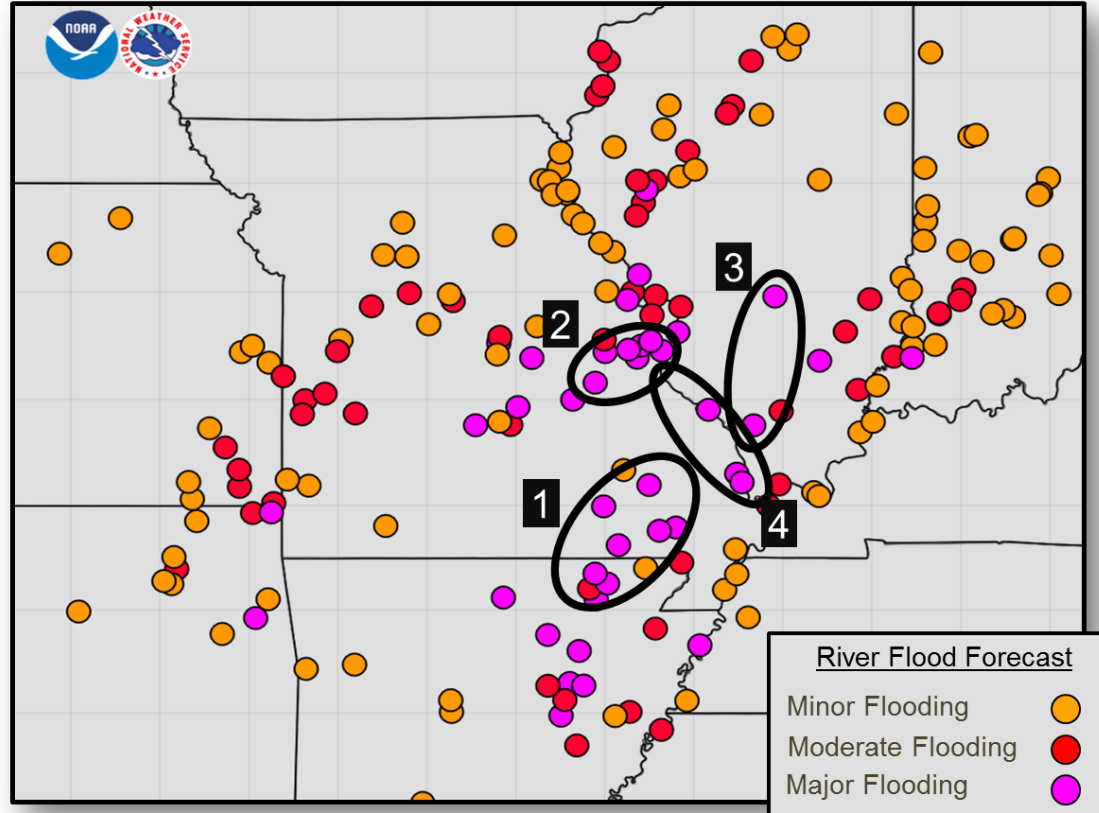 NOAA
NATIONAL WEATHER SERVICE
3
2
1
4
River Flood Forecast
Minor Flooding
Moderate Flooding
Major Flooding